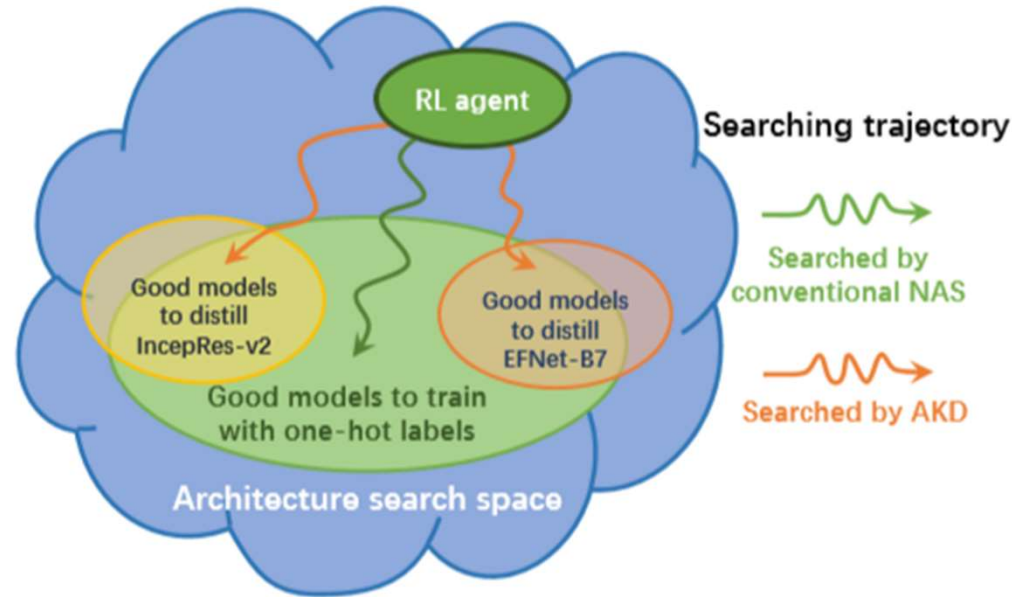 RL agent
Searching trajectory
Searched by
conventional NAS
Good models
to distill
IncepRes-v2
Good models
to distill
EFNet-B7
Searched by AKD
Good models to train
with one-hot labels
Architecture search space